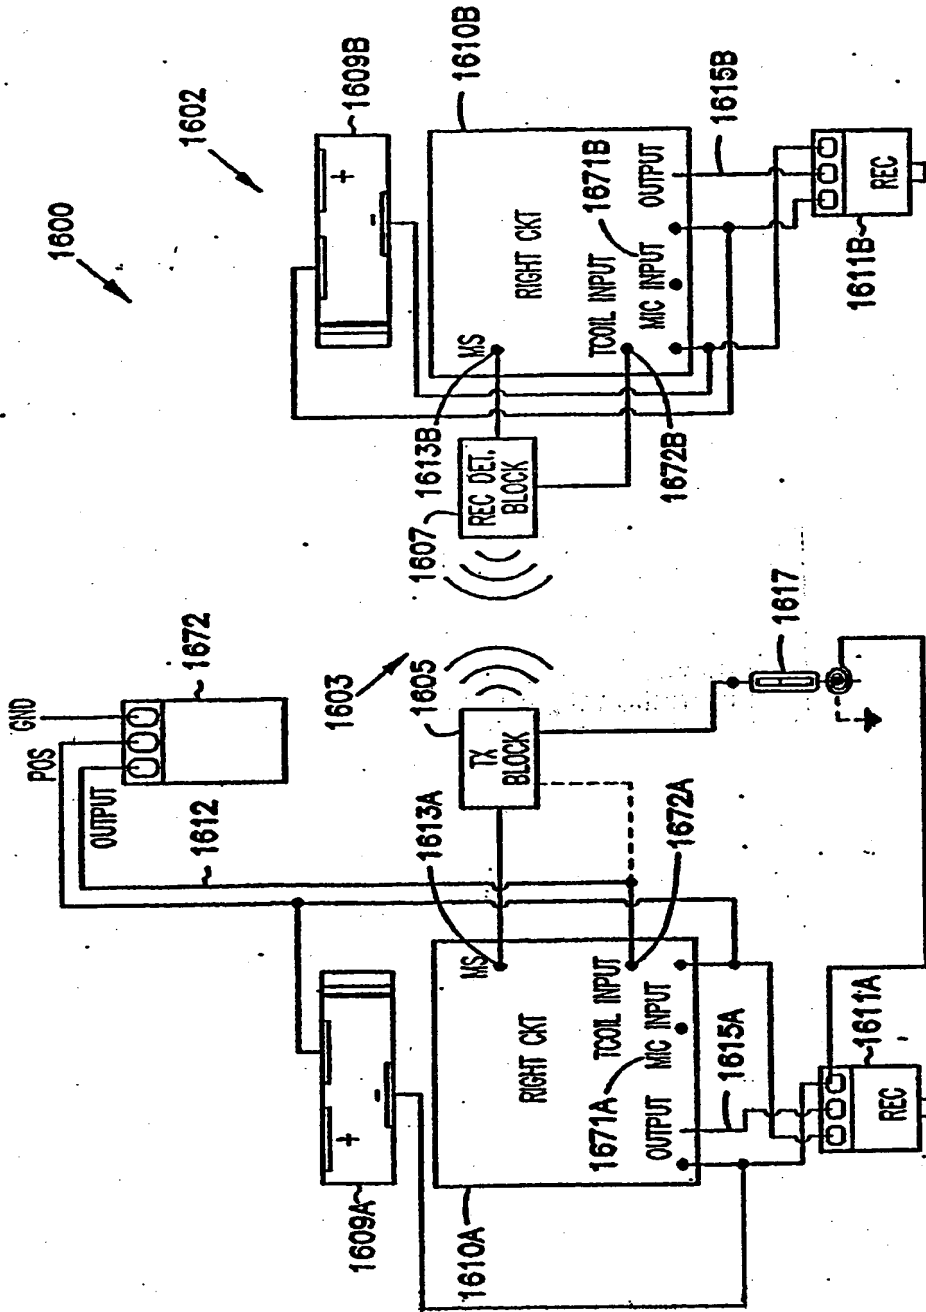 1600
1602
1609B
+
-
1610B
RIGHT CKT
MS
TCOIL INPUT
MIC INPUT
OUTPUT
1671B
1615B
REC
1611B
1613B
REC DET.
BLOCK
1607
1672B
1603
1605
TX
BLOCK
1617
GND
POS
OUTPUT
1672
1612
1613A
1672A
1609A
+
-
1610A
RIGHT CKT
MS
TCOIL INPUT
MIC INPUT
OUTPUT
1671A
1615A
REC
1611A